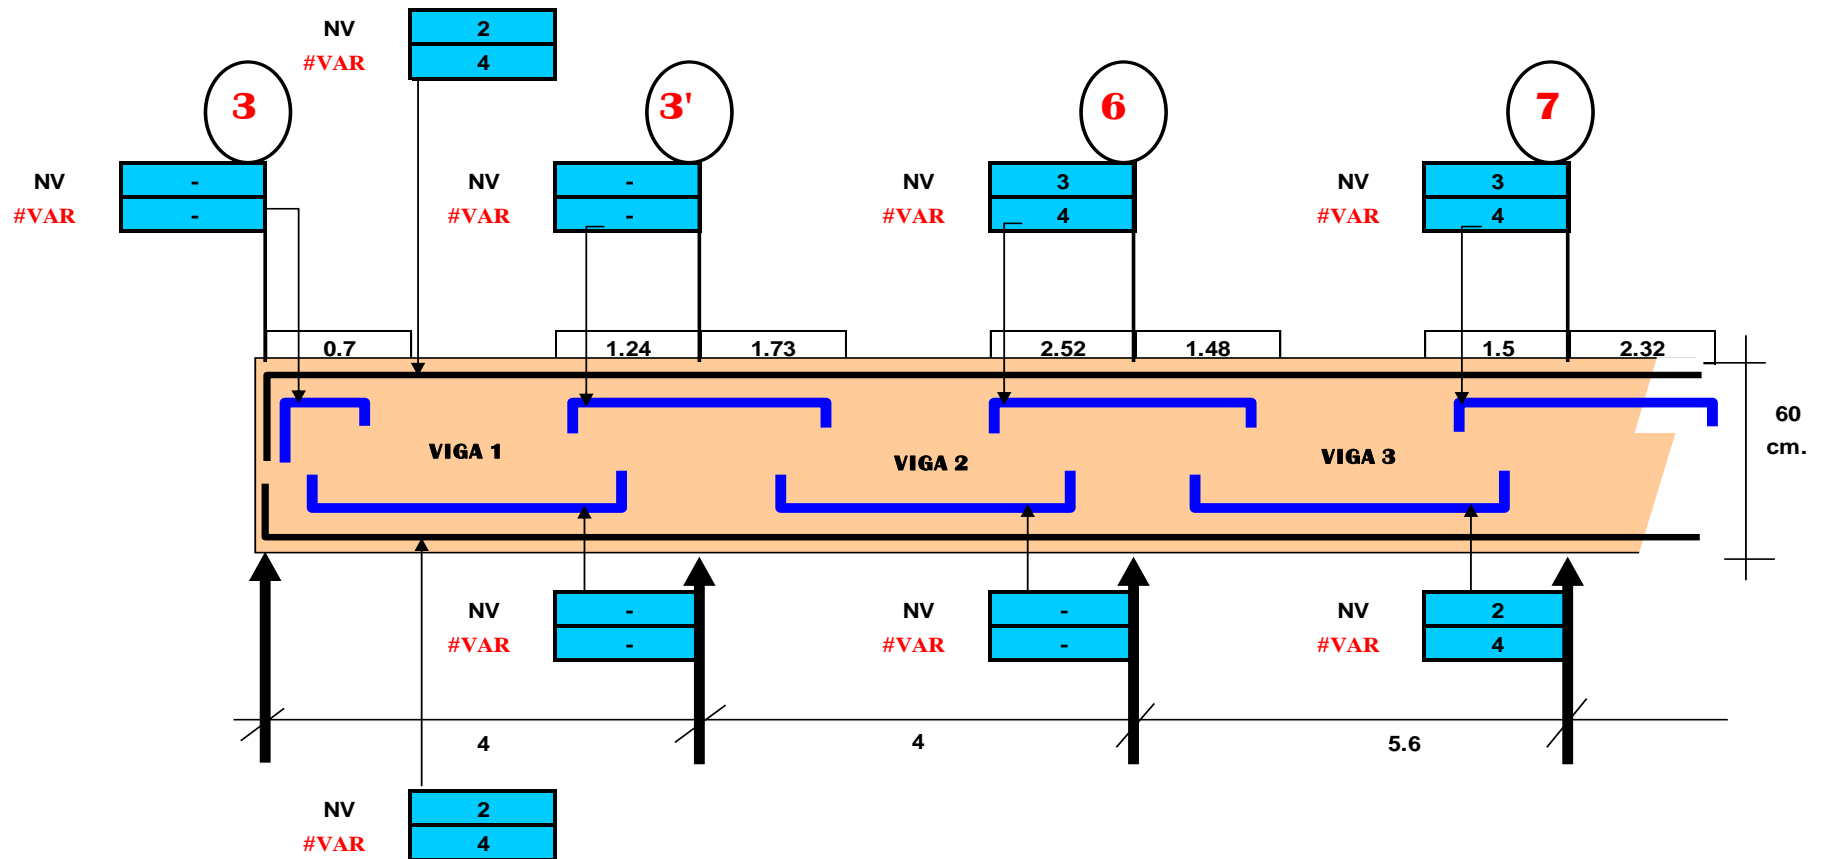 NV 2
#VAR 4
3 3' 6 7
NV - NV - NV 3 NV 3
#VAR - #VAR - #VAR 4 #VAR 4
0.7 1.24 1.73 2.52 1.48 1.5 2.32
60
cm.
VIGA 1 VIGA 2 VIGA 3
NV - NV - NV 2
#VAR - #VAR - #VAR 4
4 4 5.6
NV 2
#VAR 4